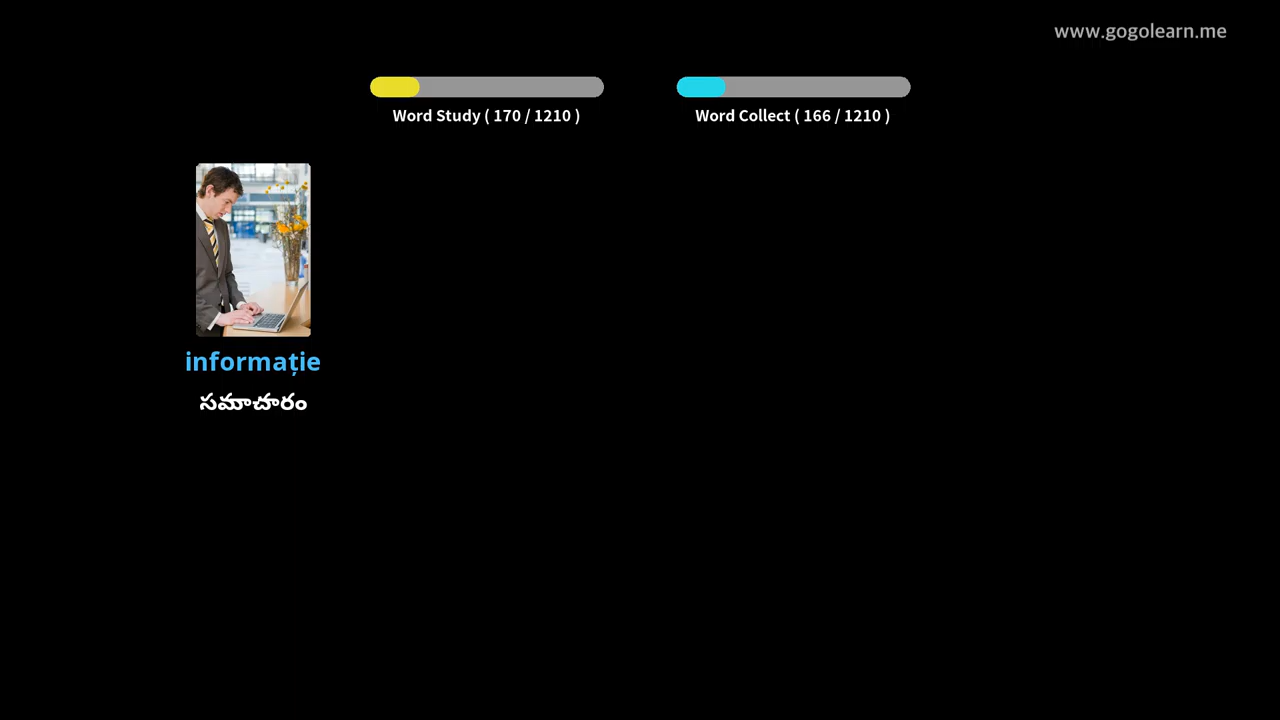 www.gogolearn.me
Word Study ( 170 / 1210 )
Word Collect ( 166 / 1210 )
informație
సమాచారం